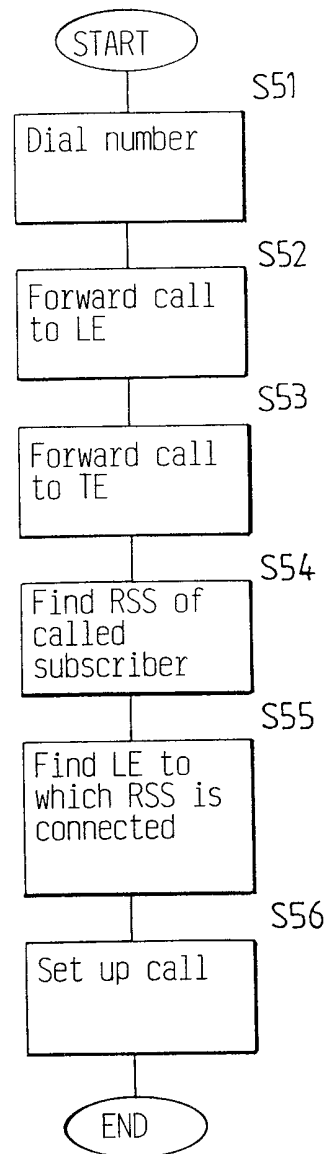 START
S51
Dial number
S52
Forward call
to LE
S53
Forward call
to TE
S54
Find RSS of
called
subscriber
S55
Find LE to
which RSS is
connected
S56
Set up call
END